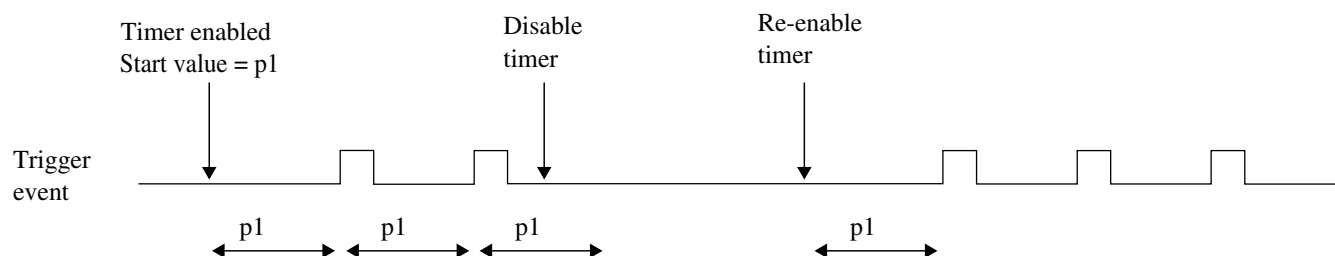 Timer enabled
Start value = p1
Disable
timer
Re-enable
timer
Trigger
event
p1
p1
p1
p1